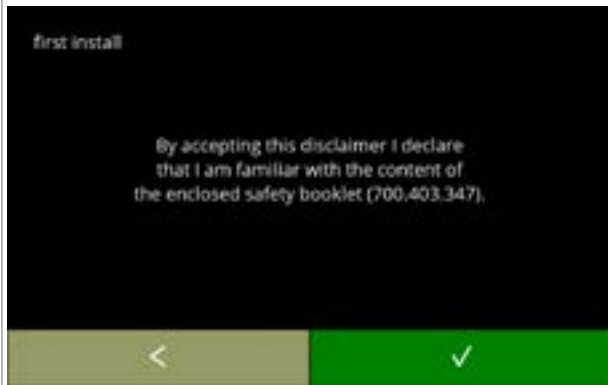 first install
By accepting this disclaimer I declare
that I am familiar with the content of
the enclosed safety booklet (700.403.347).